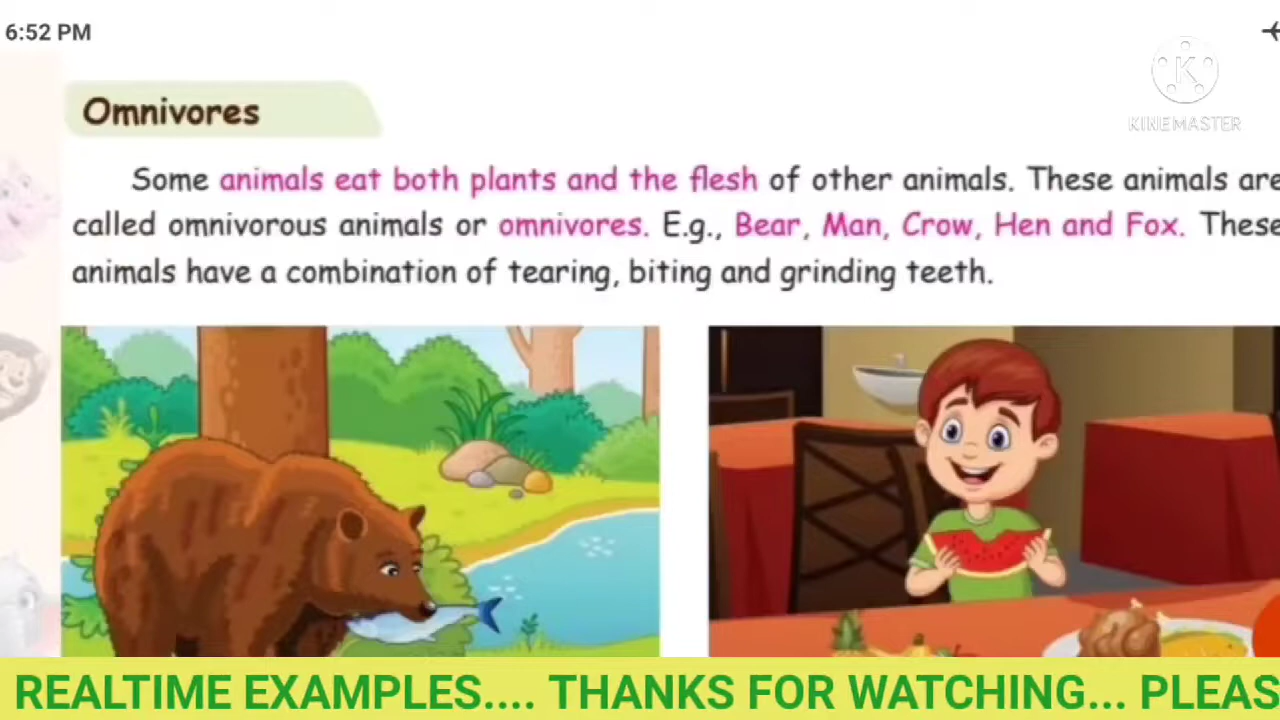 6:52 PM
KINEMASTER
Omnivores
Some animals eat both plants and the flesh of other animals. These animals are
called omnivorous animals or omnivores. E.g., Bear, Man, Crow, Hen and Fox. These
animals have a combination of tearing, biting and grinding teeth.
REALTIME EXAMPLES.... THANKS FOR WATCHING... PLEAS